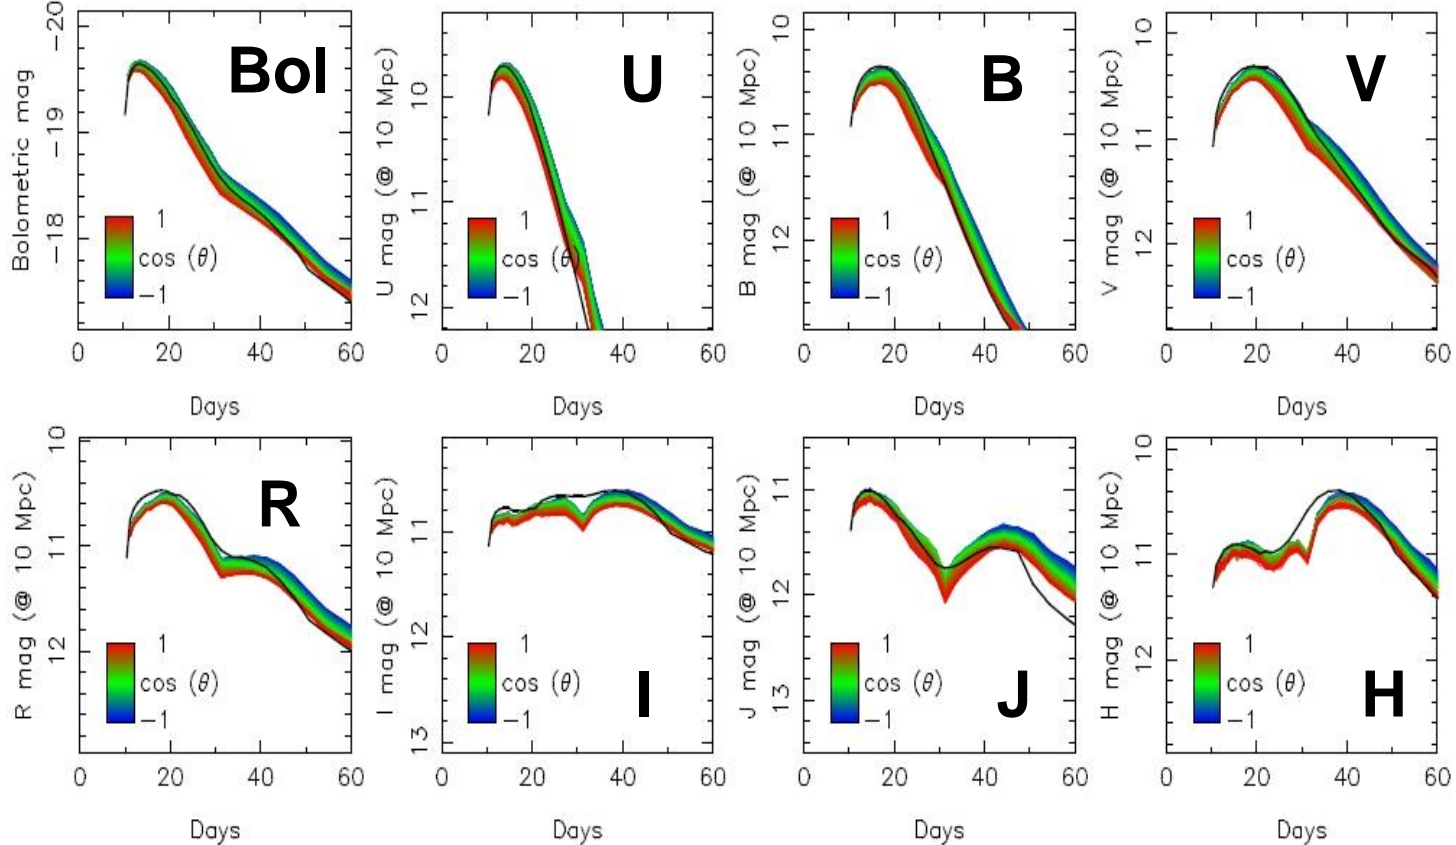 Bolometric mag
-20
-19
-18
Bol
1
cos (θ)
-1
0 20 40 60
Days
U mag (@ 10 Mpc)
10
11
12
U
1
cos (θ)
-1
0 20 40 60
Days
B mag (@ 10 Mpc)
10
11
12
B
1
cos (θ)
-1
0 20 40 60
Days
V mag (@ 10 Mpc)
10
11
12
V
1
cos (θ)
-1
0 20 40 60
Days
R mag (@ 10 Mpc)
10
11
12
R
1
cos (θ)
-1
0 20 40 60
Days
I mag (@ 10 Mpc)
11
12
13
I
1
cos (θ)
-1
0 20 40 60
Days
J mag (@ 10 Mpc)
11
12
13
J
1
cos (θ)
-1
0 20 40 60
Days
H mag (@ 10 Mpc)
10
11
12
H
1
cos (θ)
-1
0 20 40 60
Days